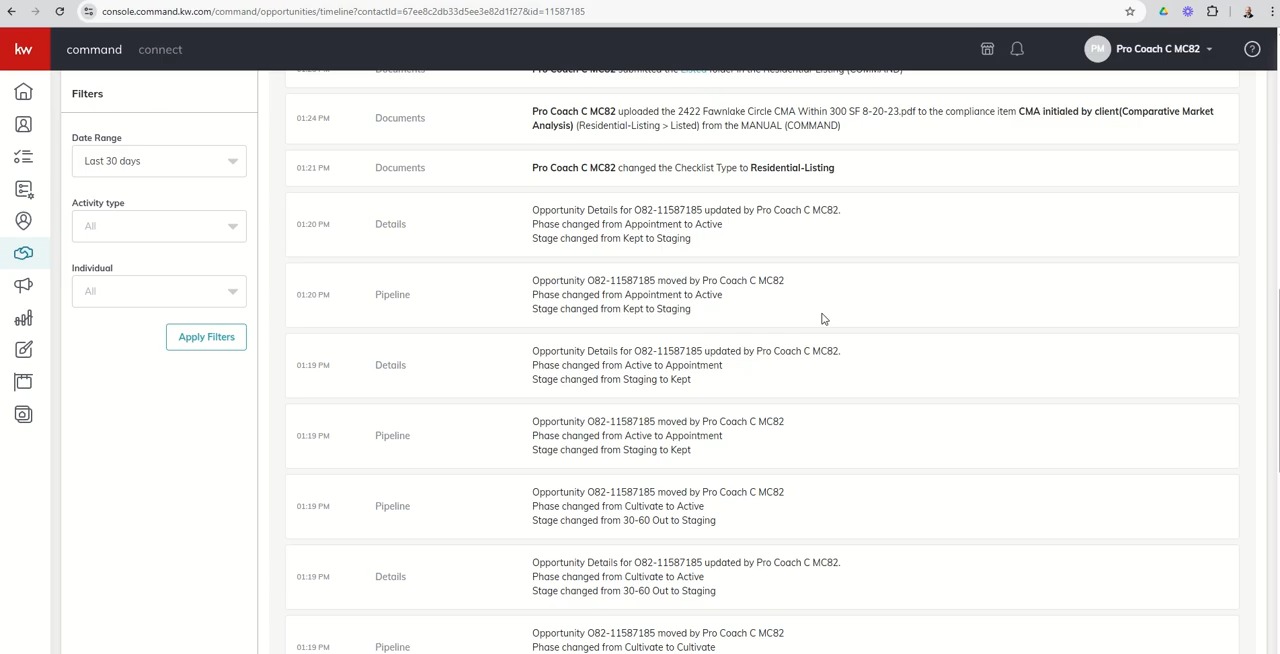 console.command.kw.com/command/opportunities/timeline?contactId=67ee8c2db33d5ee3e82d1f27&id=11587185
kw
command
connect
PM
Pro Coach C MC82
?
Filters
Date Range
Last 30 days
Activity type
All
Individual
All
Apply Filters
Documents
Pro Coach C MC82 submitted the Listed folder in the Residential-Listing (COMMAND)
01:24 PM
Documents
Pro Coach C MC82 uploaded the 2422 Fawnlake Circle CMA Within 300 SF 8-20-23.pdf to the compliance item CMA initialed by client(Comparative Market
Analysis) (Residential-Listing > Listed) from the MANUAL (COMMAND)
01:21 PM
Documents
Pro Coach C MC82 changed the Checklist Type to Residential-Listing
01:20 PM
Details
Opportunity Details for O82-11587185 updated by Pro Coach C MC82.
Phase changed from Appointment to Active
Stage changed from Kept to Staging
01:20 PM
Pipeline
Opportunity O82-11587185 moved by Pro Coach C MC82
Phase changed from Appointment to Active
Stage changed from Kept to Staging
01:19 PM
Details
Opportunity Details for O82-11587185 updated by Pro Coach C MC82.
Phase changed from Active to Appointment
Stage changed from Staging to Kept
01:19 PM
Pipeline
Opportunity O82-11587185 moved by Pro Coach C MC82
Phase changed from Active to Appointment
Stage changed from Staging to Kept
01:19 PM
Pipeline
Opportunity O82-11587185 moved by Pro Coach C MC82
Phase changed from Cultivate to Active
Stage changed from 30-60 Out to Staging
01:19 PM
Details
Opportunity Details for O82-11587185 updated by Pro Coach C MC82.
Phase changed from Cultivate to Active
Stage changed from 30-60 Out to Staging
01:19 PM
Pipeline
Opportunity O82-11587185 moved by Pro Coach C MC82
Phase changed from Cultivate to Cultivate